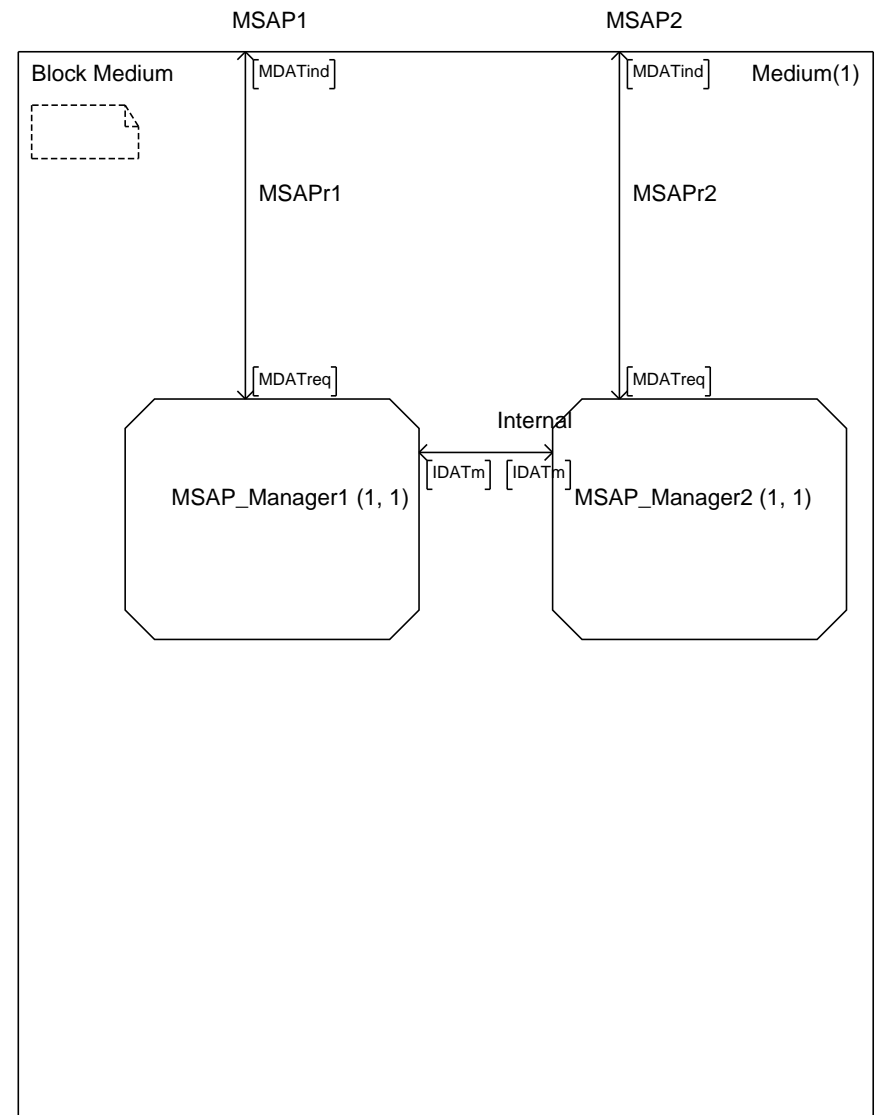 MSAP1 MSAP2
Block Medium [MDATind] [MDATind] Medium(1)
MSAPr1 MSAPr2
[MDATreq] [MDATreq]
Internal
[IDATm] [IDATm]
MSAP_Manager1 (1, 1) MSAP_Manager2 (1, 1)